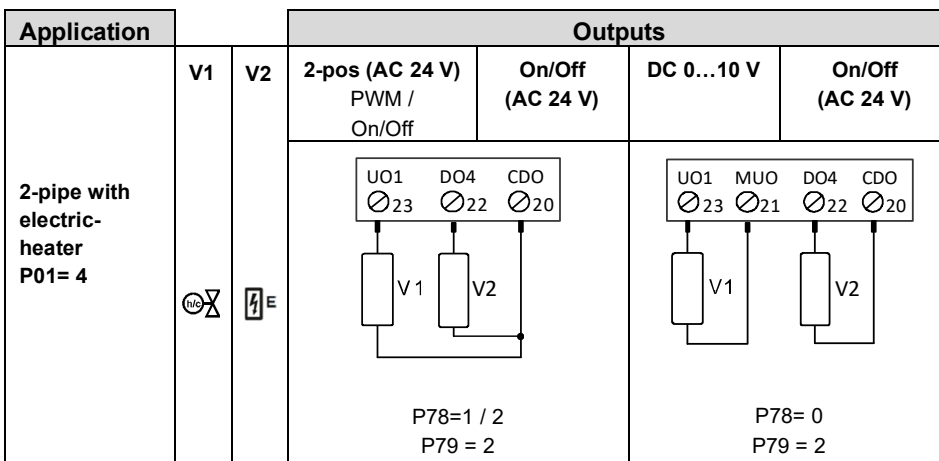 Application
Outputs
V1
V2
2-pos (AC 24 V)
PWM /
On/Off
On/Off
(AC 24 V)
DC 0…10 V
On/Off
(AC 24 V)
2-pipe with
electric-
heater
P01= 4
h/c
E
UO1 DO4 CDO
23 22 20
V1 V2
P78=1 / 2
P79 = 2
UO1 MUO DO4 CDO
23 21 22 20
V1 V2
P78= 0
P79 = 2